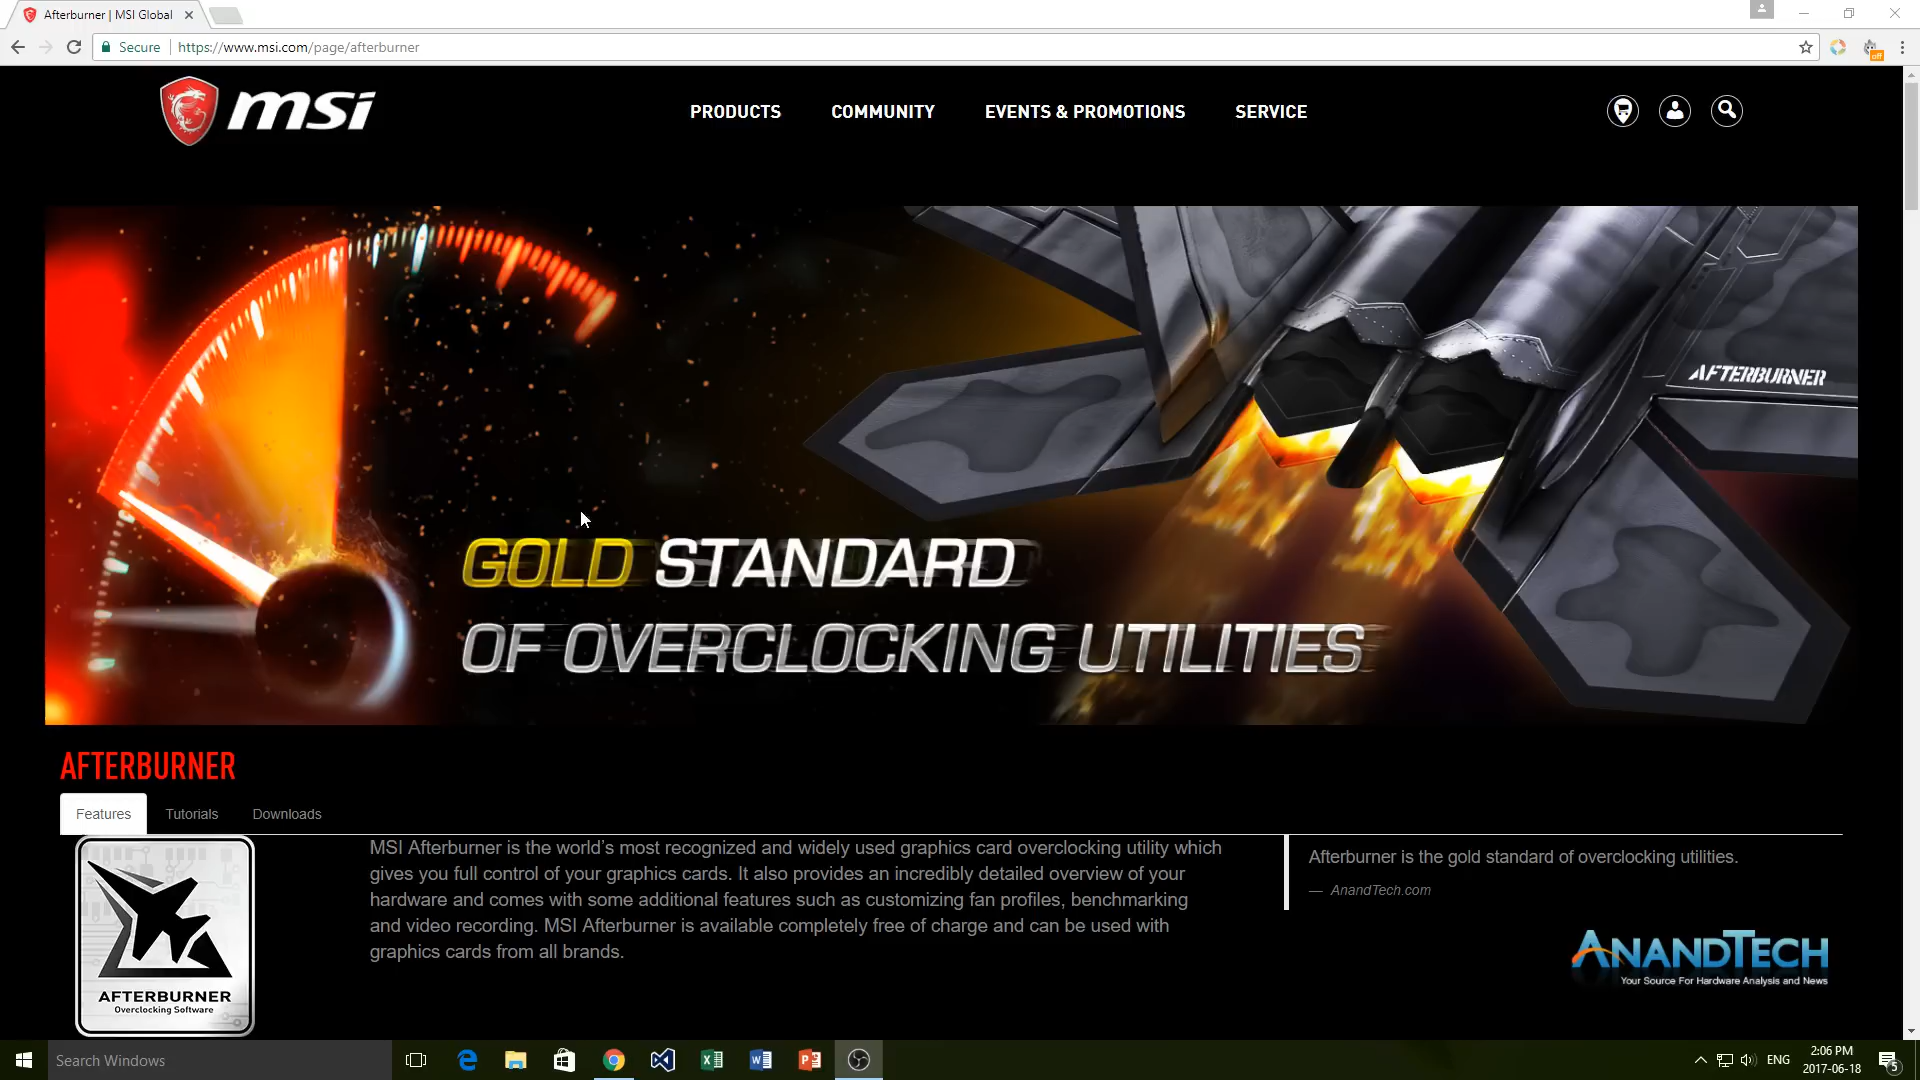 Afterburner | MSI Global
Secure
https://www.msi.com/page/afterburner
off
msi
PRODUCTS
COMMUNITY
EVENTS & PROMOTIONS
SERVICE
AFTERBURNER
GOLD STANDARD
OF OVERCLOCKING UTILITIES
AFTERBURNER
Features
Tutorials
Downloads
AFTERBURNER
Overclocking Software
MSI Afterburner is the world’s most recognized and widely used graphics card overclocking utility which
gives you full control of your graphics cards. It also provides an incredibly detailed overview of your
hardware and comes with some additional features such as customizing fan profiles, benchmarking
and video recording. MSI Afterburner is available completely free of charge and can be used with
graphics cards from all brands.
Afterburner is the gold standard of overclocking utilities.
— AnandTech.com
ANANDTECH
Your Source For Hardware Analysis and News
Search Windows
ENG
2:06 PM
2017-06-18
5